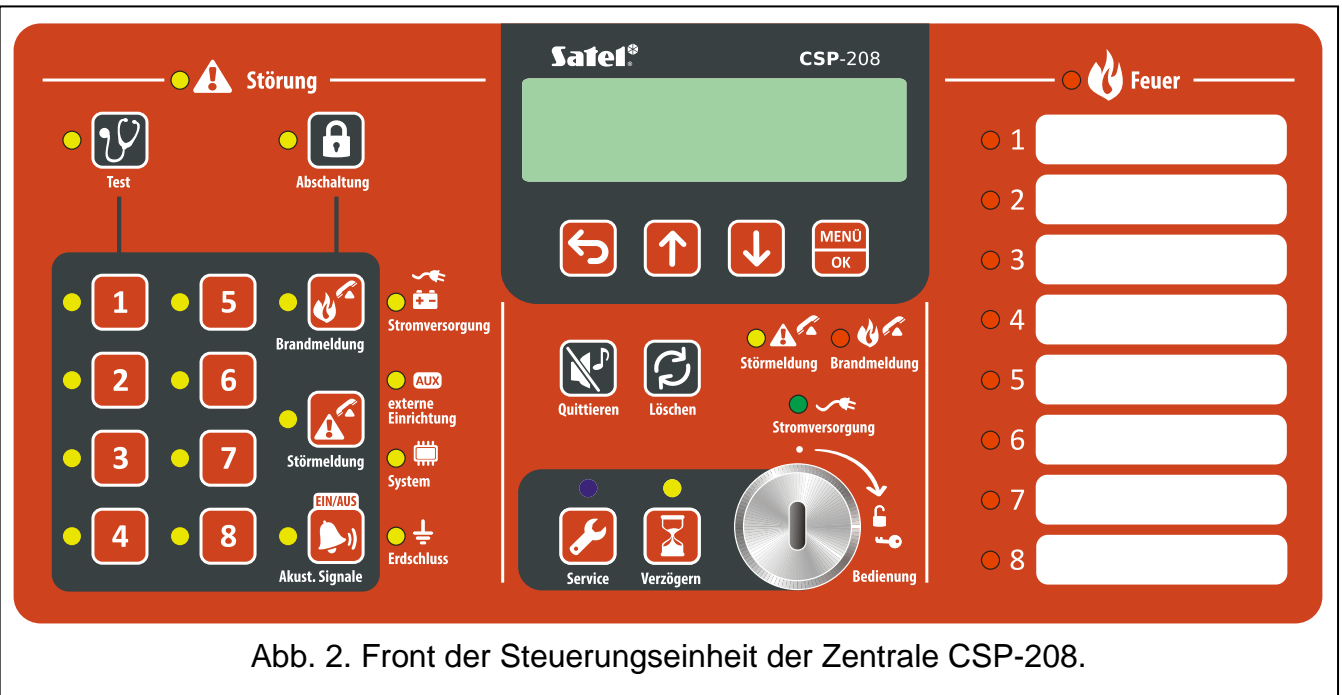 Störung
Test
Abschaltung
1
5
Brandmeldung
2
6
3
7
Störmeldung
EIN/AUS
4
8
Akust. Signale
Stromversorgung
AUX
externe
Einrichtung
System
Erdschluss
Satel®
CSP-208
MENÜ
OK
Quittieren
Löschen
Störmeldung
Brandmeldung
Stromversorgung
Service
Verzögern
Bedienung
Feuer
1
2
3
4
5
6
7
8
Abb. 2. Front der Steuerungseinheit der Zentrale CSP-208.